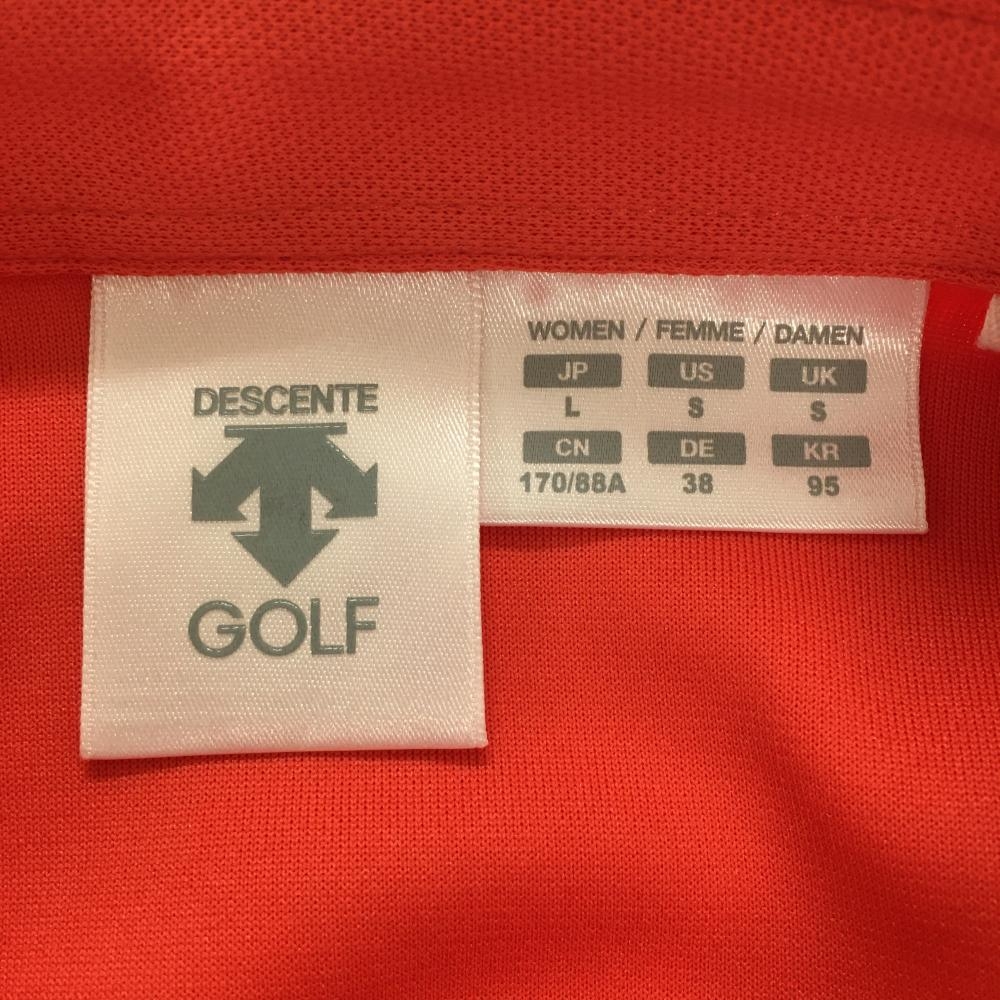 DESCENTE
GOLF
WOMEN / FEMME / DAMEN
JP US UK
L S S
CN DE KR
170/88A 38 95